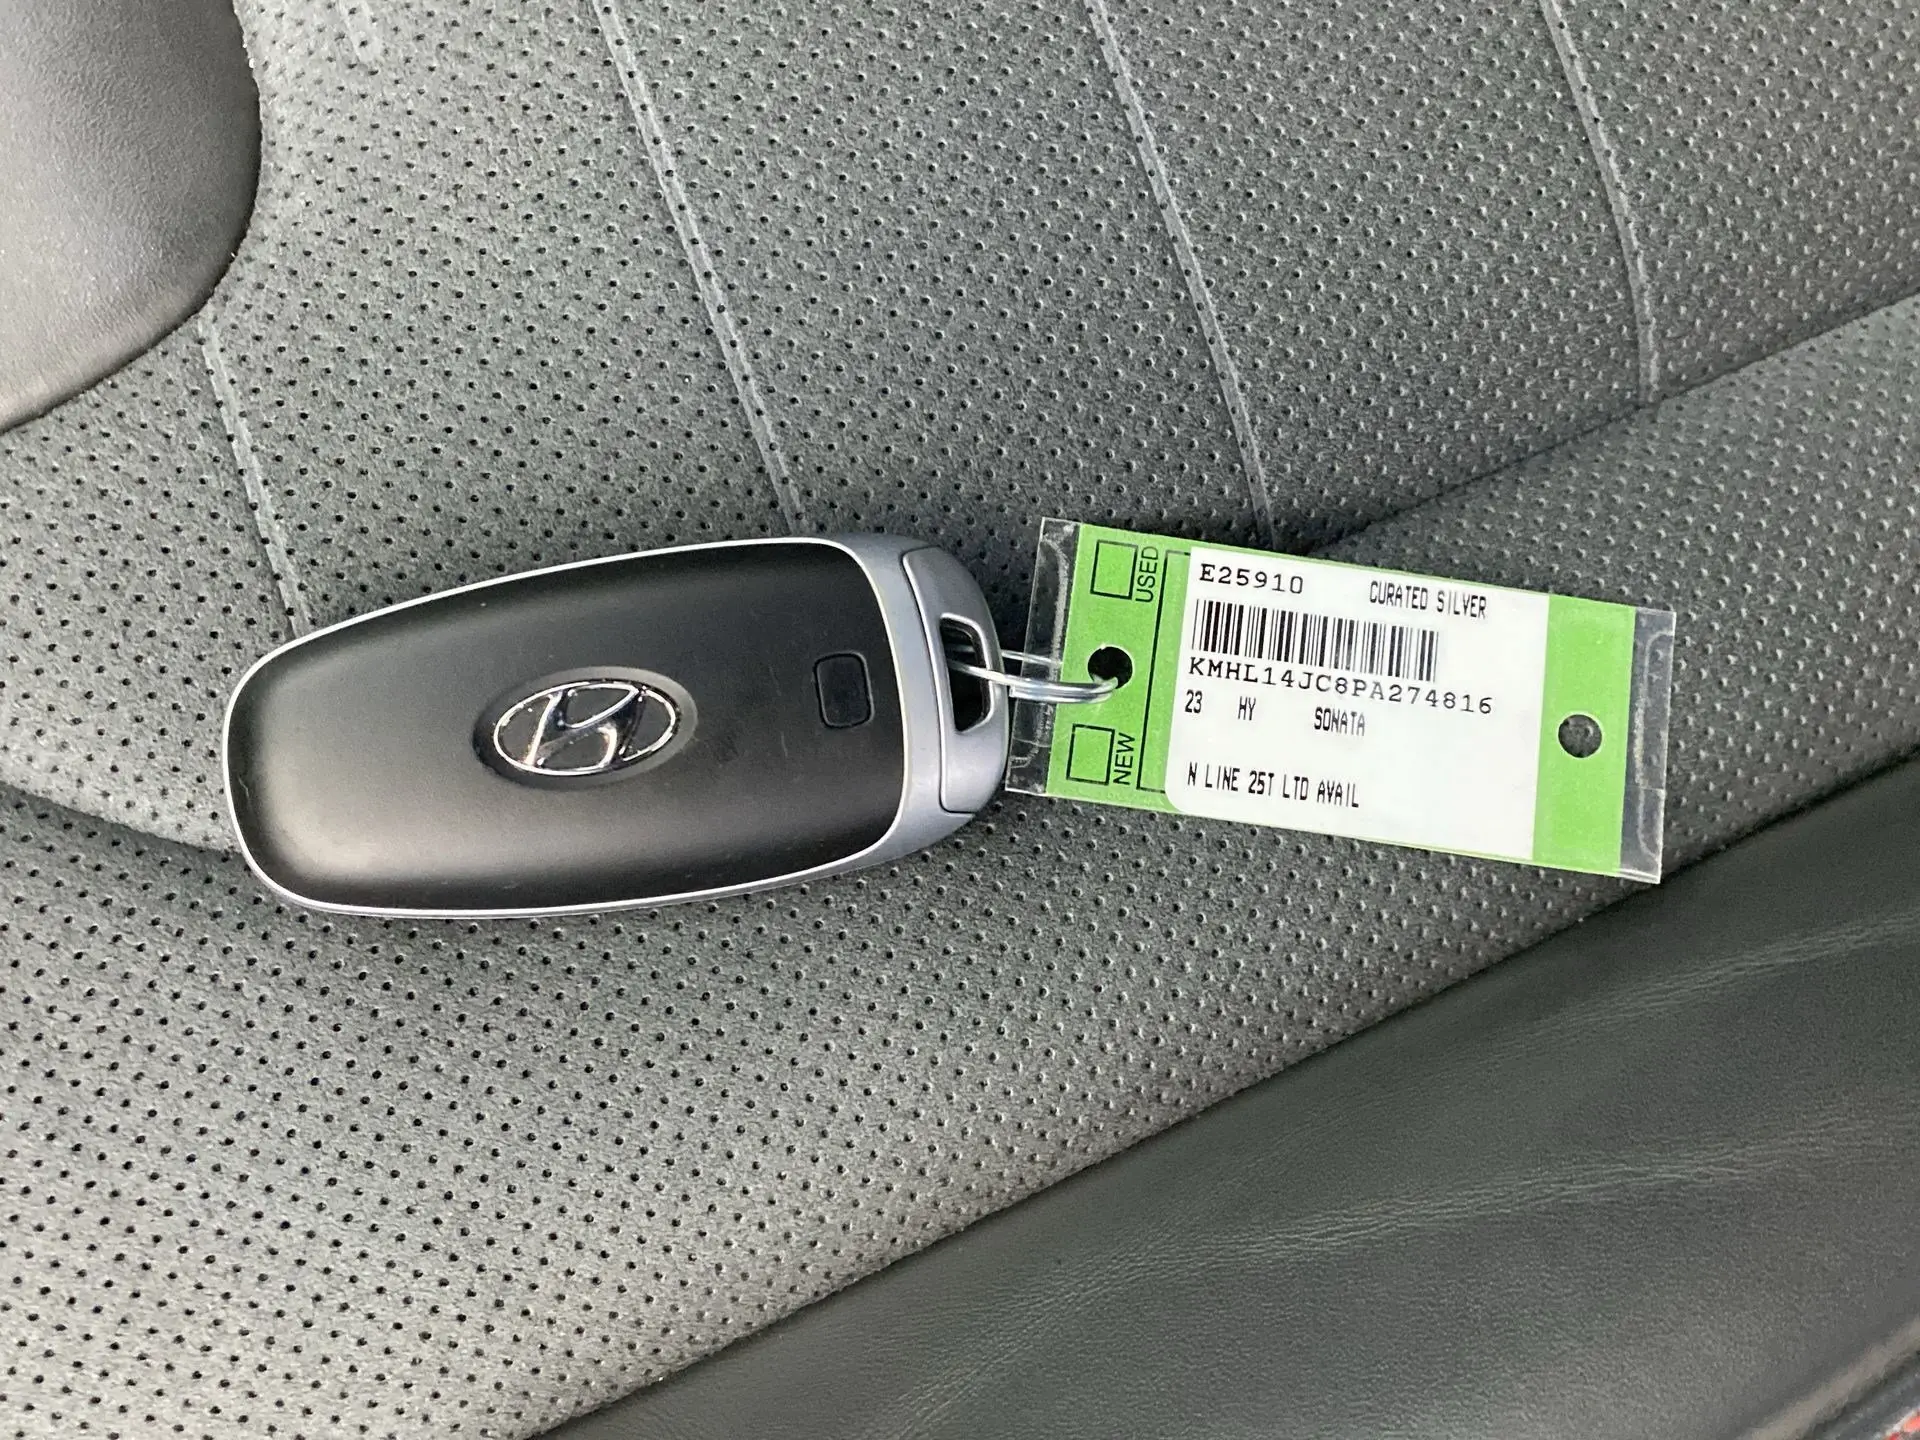 USED
NEW
E25910 CURATED SILVER
KMHL14JC8PA274816
23 HY SONATA
N LINE 25T LTD AVAIL